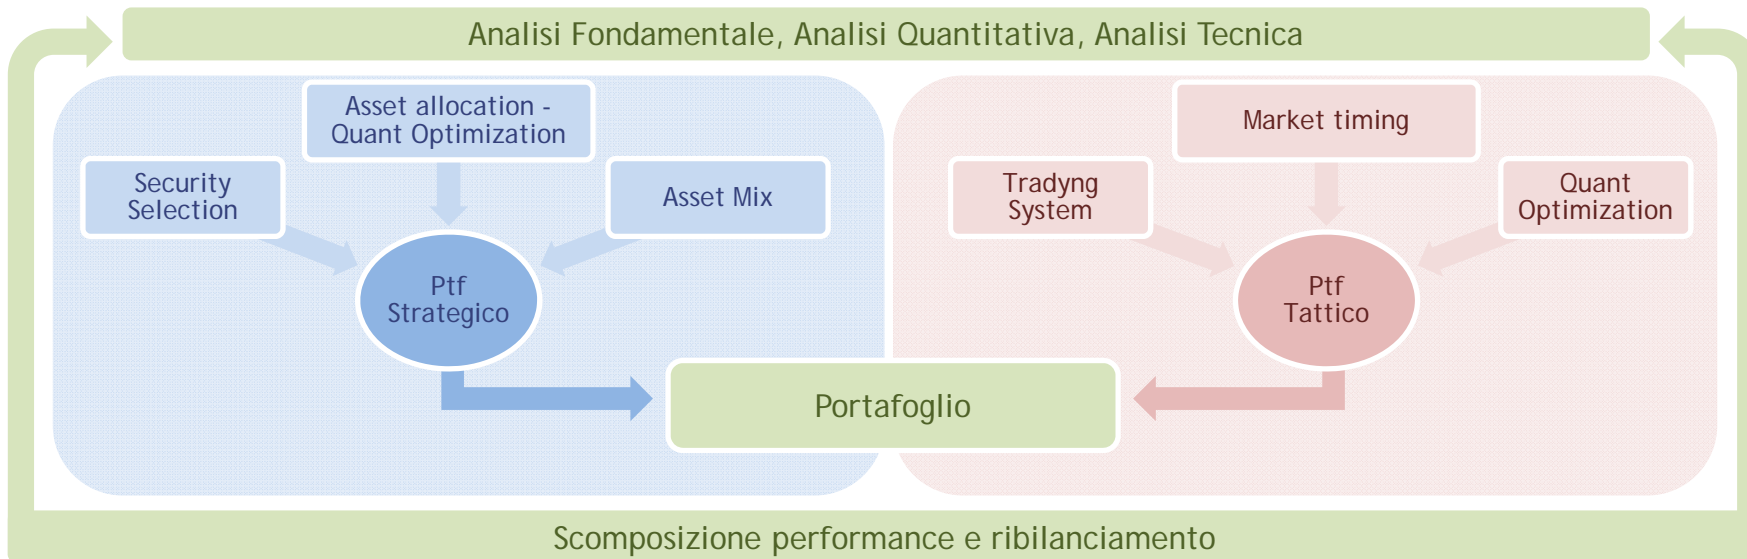 Analisi Fondamentale, Analisi Quantitativa, Analisi Tecnica
Asset allocation -
Quant Optimization
Security
Selection
Asset Mix
Ptf
Strategico
Market timing
Tradyng
System
Quant
Optimization
Ptf
Tattico
Portafoglio
Scomposizione performance e ribilanciamento